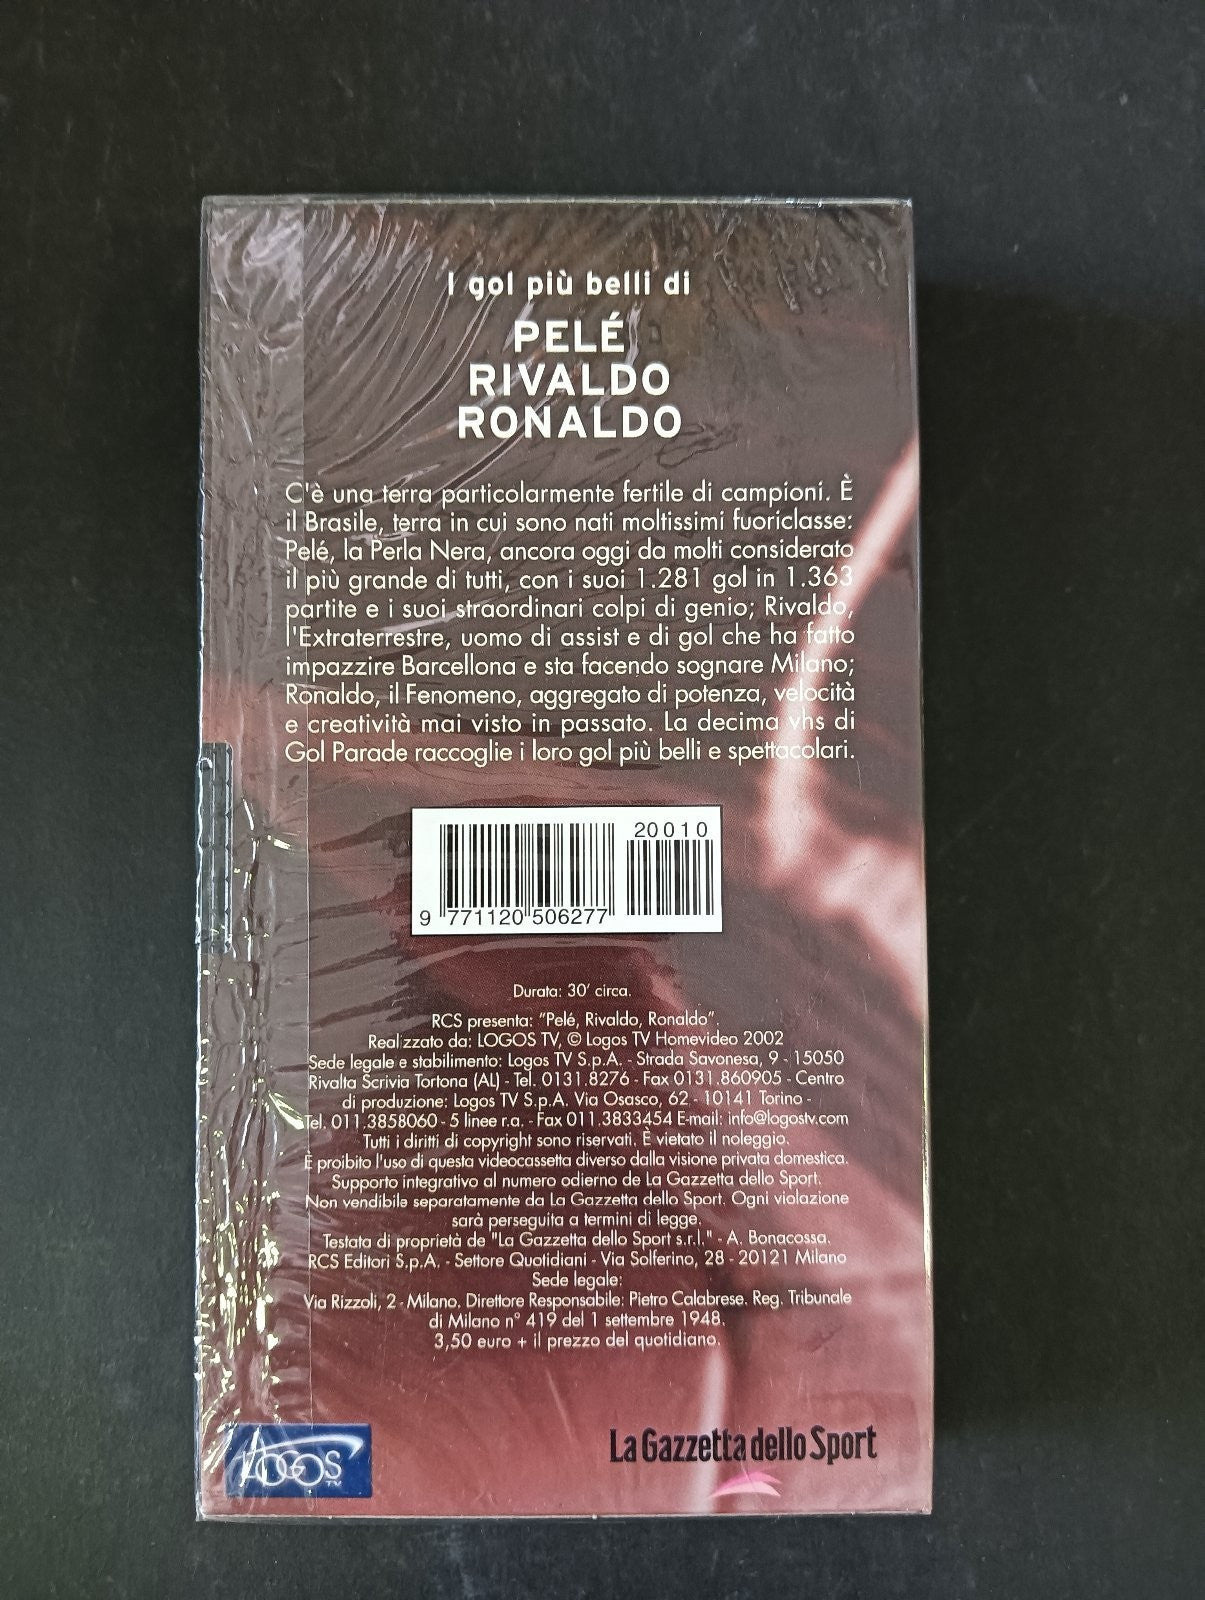 I gol più belli di
PELÉ
RIVALDO
RONALDO
C'è una terra particolarmente fertile di campioni. È
il Brasile, terra in cui sono nati moltissimi fuoriclasse:
Pelé, la Perla Nera, ancora oggi da molti considerato
il più grande di tutti, con i suoi 1.281 gol in 1.363
partite e i suoi straordinari colpi di genio; Rivaldo,
l'Extraterrestre, uomo di assist e di gol che ha fatto
impazzire Barcellona e sta facendo sognare Milano;
Ronaldo, il Fenomeno, aggregato di potenza, velocità
e creatività mai visto in passato. La decima vhs di
Gol Parade raccoglie i loro gol più belli e spettacolari.
20010
9 771120 506277
Durata: 30' circa.
RCS presenta: "Pelé, Rivaldo, Ronaldo".
Realizzato da: LOGOS TV, © Logos TV Homevideo 2002
Sede legale e stabilimento: Logos TV S.p.A. - Strada Savonesa, 9 - 15050
Rivalta Scrivia Tortona (AL) - Tel. 0131.8276 - Fax 0131.860905 - Centro
di produzione: Logos TV S.p.A. Via Osasco, 62 - 10141 Torino -
Tel. 011.3858060 - 5 linee r.a. - Fax 011.3833454 E-mail: info@logostv.com
Tutti i diritti di copyright sono riservati. È vietato il noleggio.
È proibito l'uso di questa videocassetta diverso dalla visione privata domestica.
Supporto integrativo al numero odierno de La Gazzetta dello Sport.
Non vendibile separatamente da La Gazzetta dello Sport. Ogni violazione
sarà perseguita a termini di legge.
Testata di proprietà de "La Gazzetta dello Sport s.r.l." - A. Bonacossa.
RCS Editori S.p.A. - Settore Quotidiani - Via Solferino, 28 - 20121 Milano
Sede legale:
Via Rizzoli, 2 - Milano. Direttore Responsabile: Pietro Calabrese. Reg. Tribunale
di Milano n° 419 del 1 settembre 1948.
3,50 euro + il prezzo del quotidiano.
LOGOS TV
La Gazzetta dello Sport